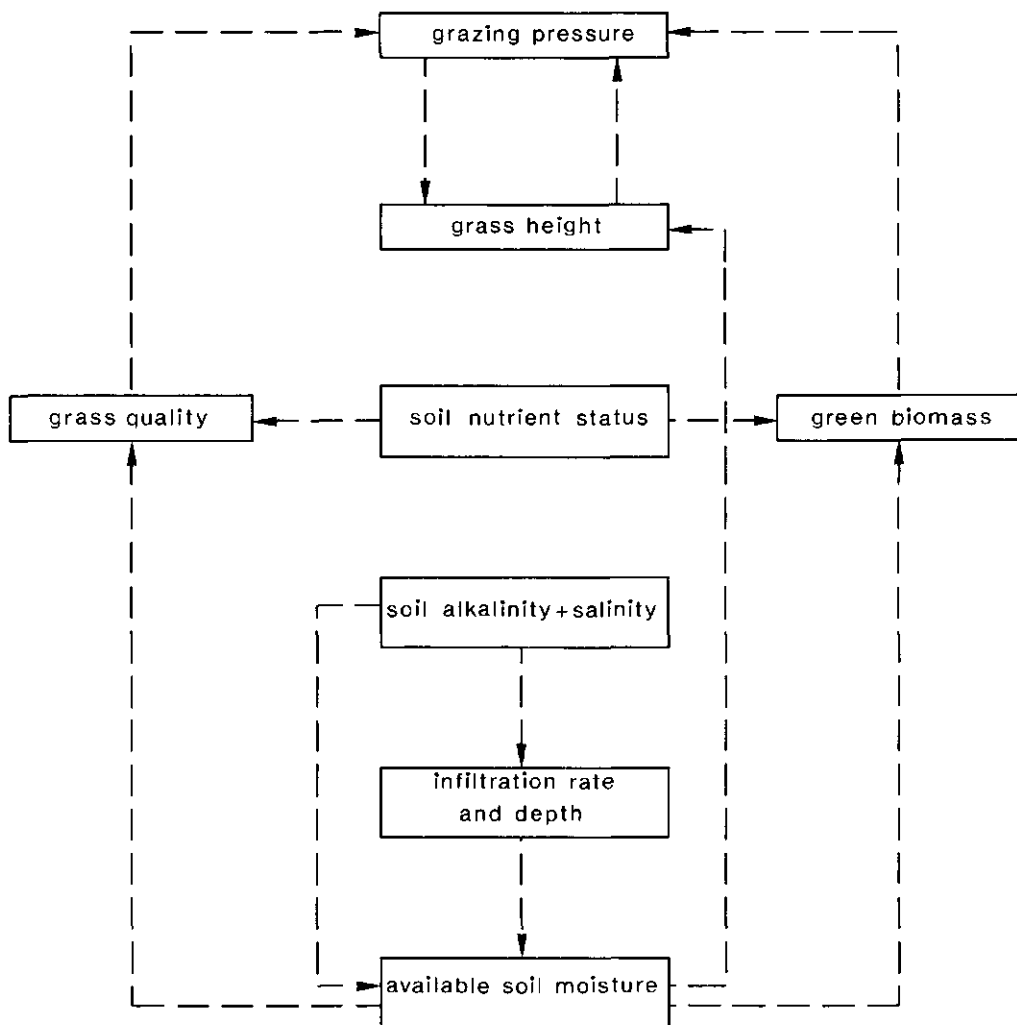 grazing pressure
grass height
grass quality
soil nutrient status
green biomass
soil alkalinity + salinity
infiltration rate
and depth
available soil moisture